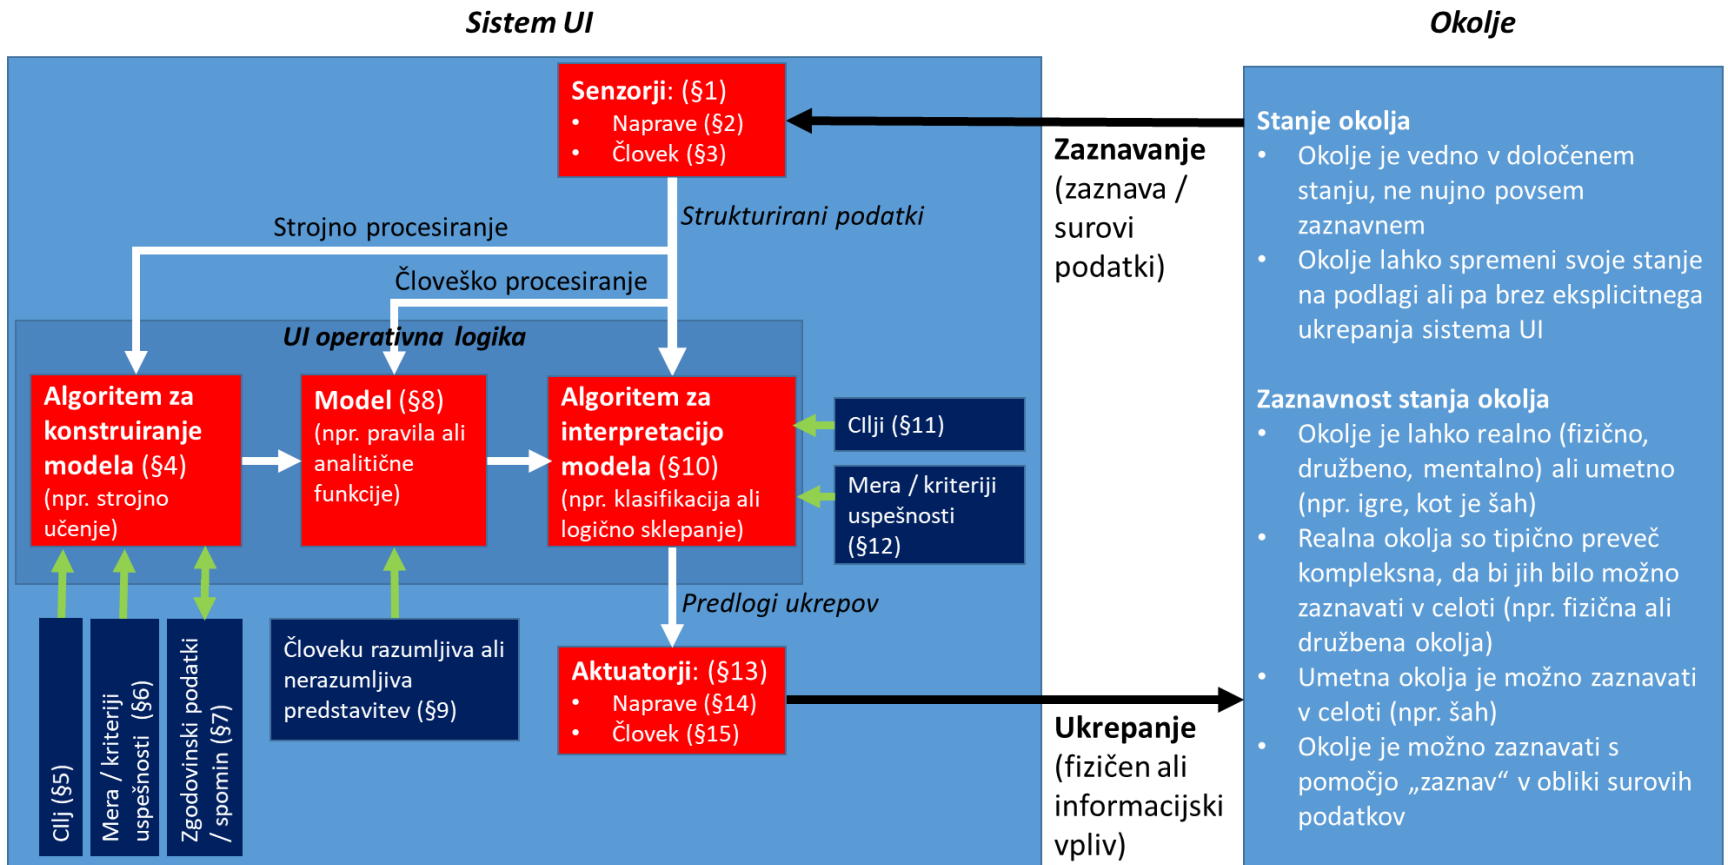 Sistem UI
Okolje
Senzorji: (§1)
• Naprave (§2)
• Človek (§3)
Zaznavanje
(zaznava /
surovi
podatki)
Strukturirani podatki
Strojno procesiranje
Človeško procesiranje
UI operativna logika
Algoritem za
konstruiranje
modela (§4)
(npr. strojno
učenje)
Model (§8)
(npr. pravila ali
analitične
funkcije)
Algoritem za
interpretacijo
modela (§10)
(npr. klasifikacija ali
logično sklepanje)
CIlji (§11)
Mera / kriteriji
uspešnosti
(§12)
CIlj (§5)
Mera / kriteriji
uspešnosti (§6)
Zgodovinski podatki
/ spomin (§7)
Človeku razumljiva ali
nerazumljiva
predstavitev (§9)
Predlogi ukrepov
Aktuatorji: (§13)
• Naprave (§14)
• Človek (§15)
Ukrepanje
(fizičen ali
informacijski
vpliv)
Stanje okolja
• Okolje je vedno v določenem
stanju, ne nujno povsem
zaznavnem
• Okolje lahko spremeni svoje stanje
na podlagi ali pa brez eksplicitnega
ukrepanja sistema UI
Zaznavnost stanja okolja
• Okolje je lahko realno (fizično,
družbeno, mentalno) ali umetno
(npr. igre, kot je šah)
• Realna okolja so tipično preveč
kompleksna, da bi jih bilo možno
zaznavati v celoti (npr. fizična ali
družbena okolja)
• Umetna okolja je možno zaznavati
v celoti (npr. šah)
• Okolje je možno zaznavati s
pomočjo „zaznav“ v obliki surovih
podatkov